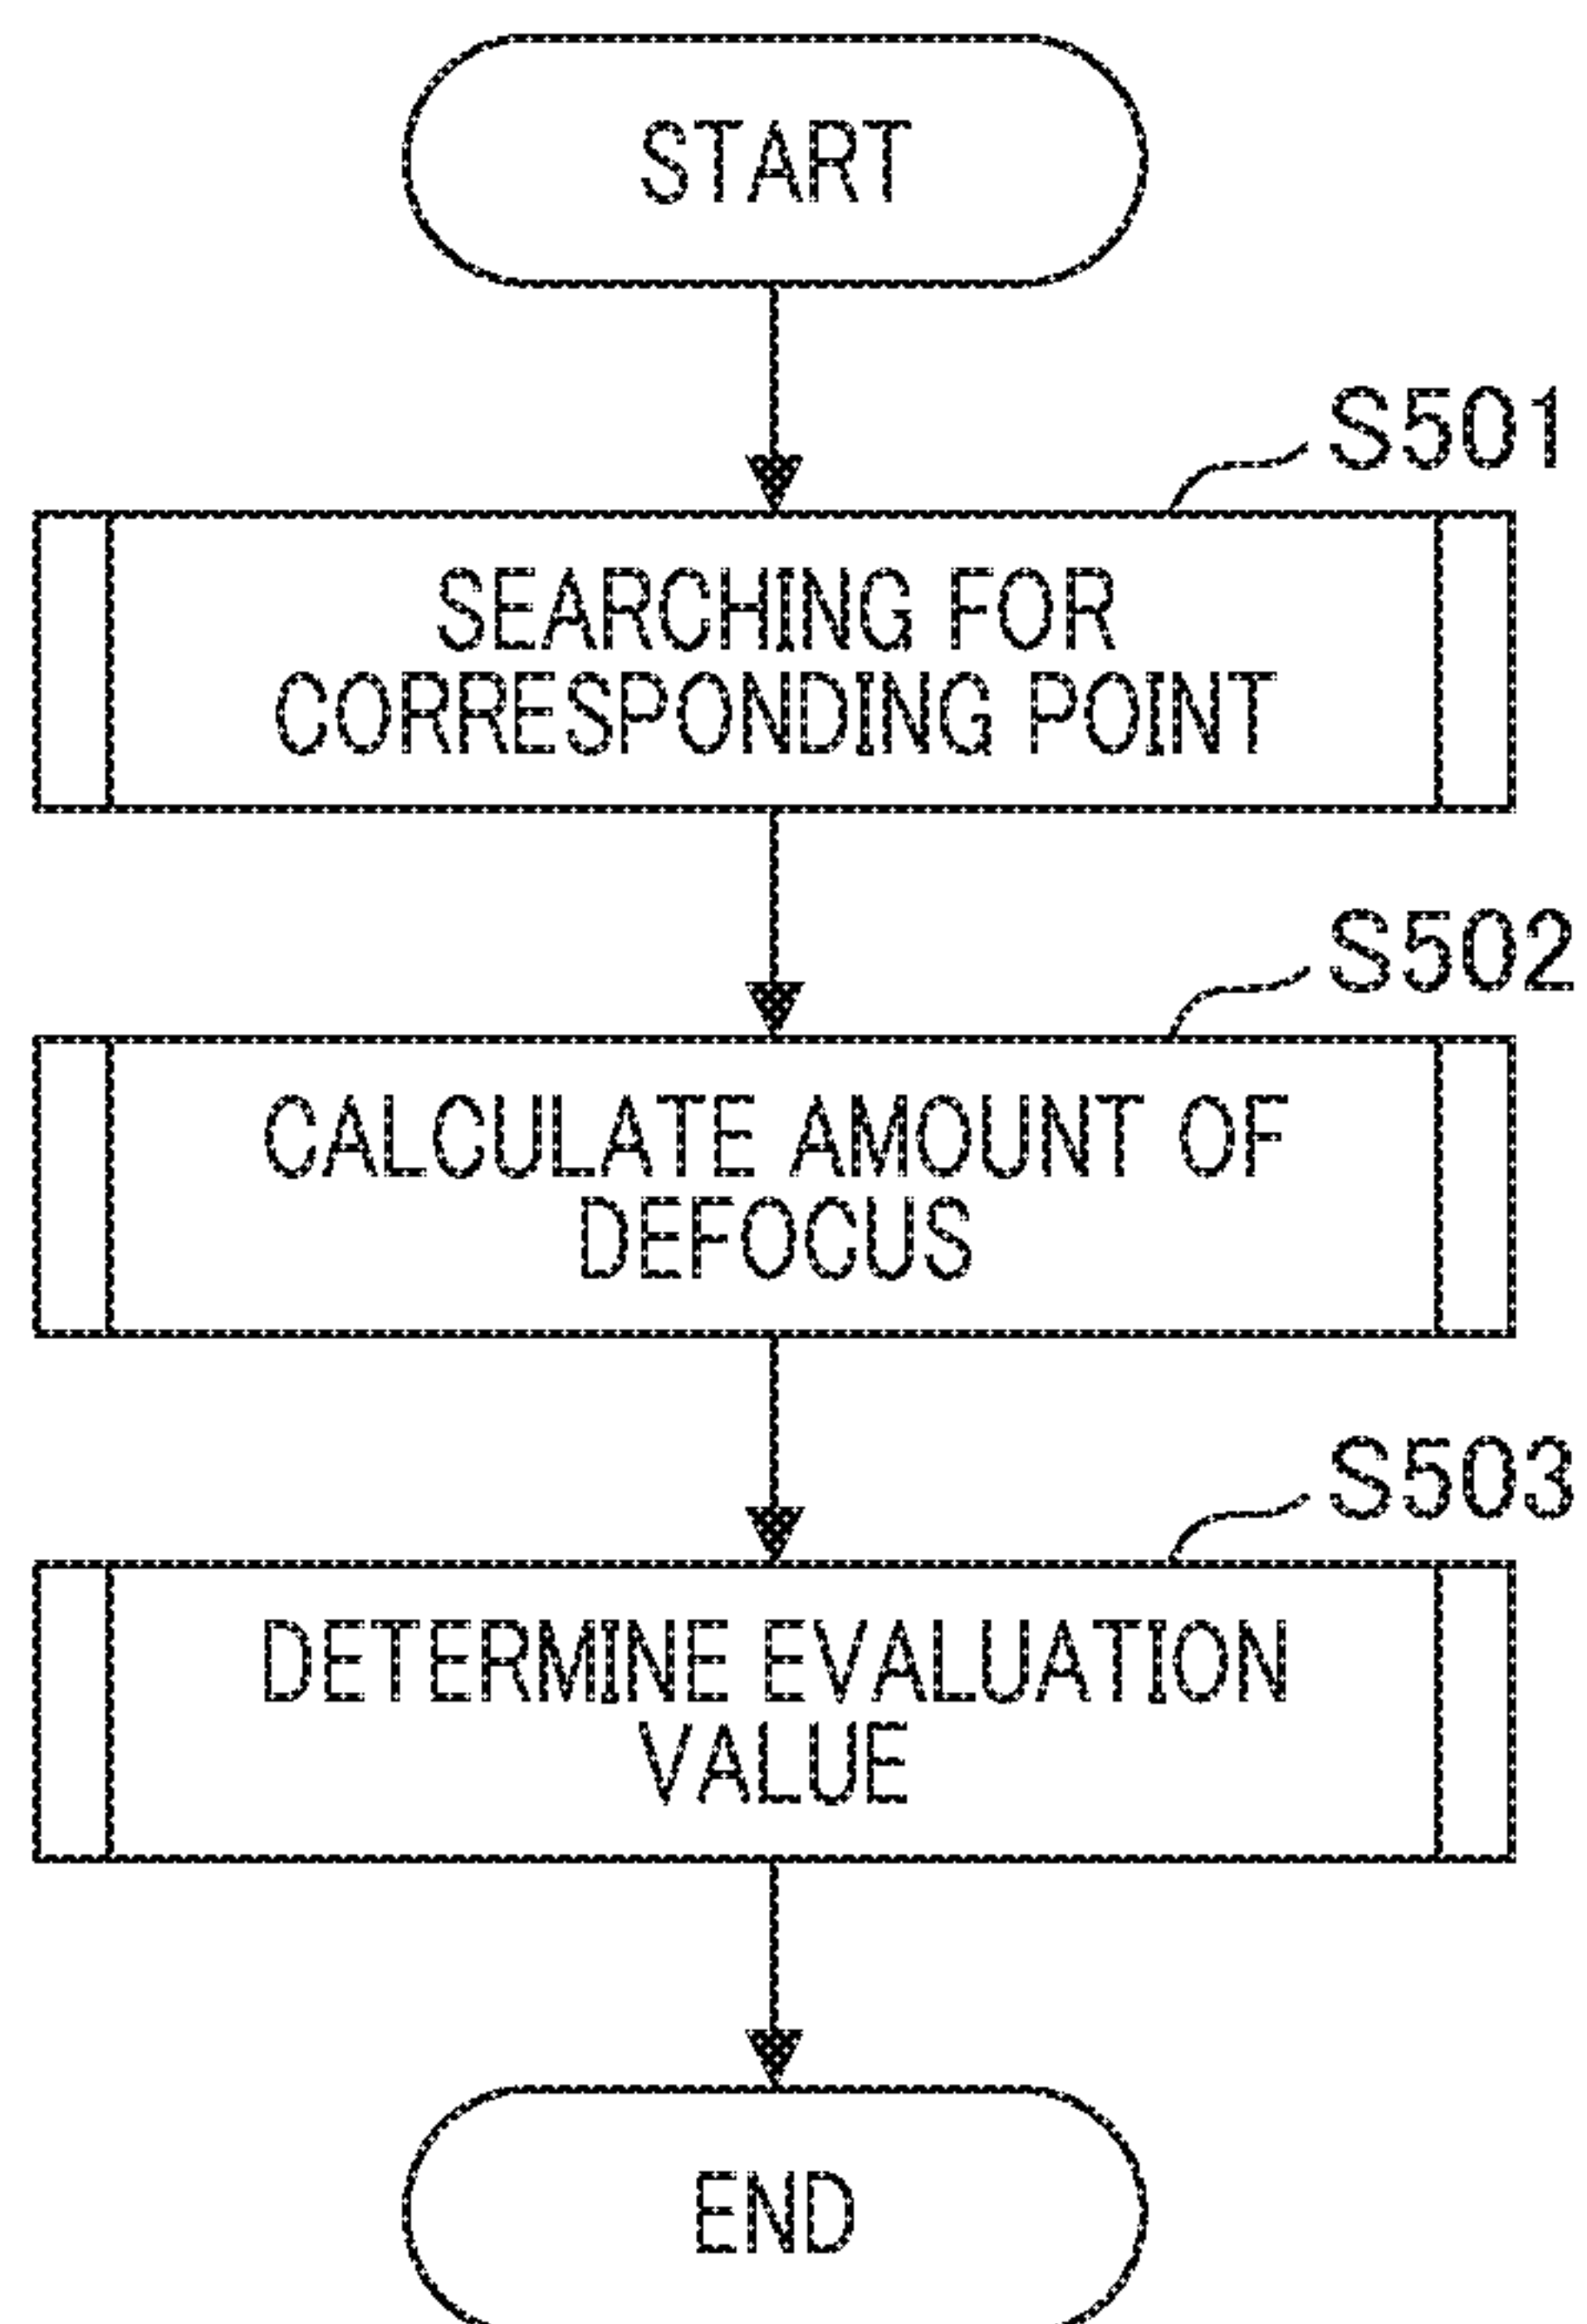 START
S501
SEARCHING FOR
CORRESPONDING POINT
S502
CALCULATE AMOUNT OF
DEFOCUS
S503
DETERMINE EVALUATION
VALUE
END